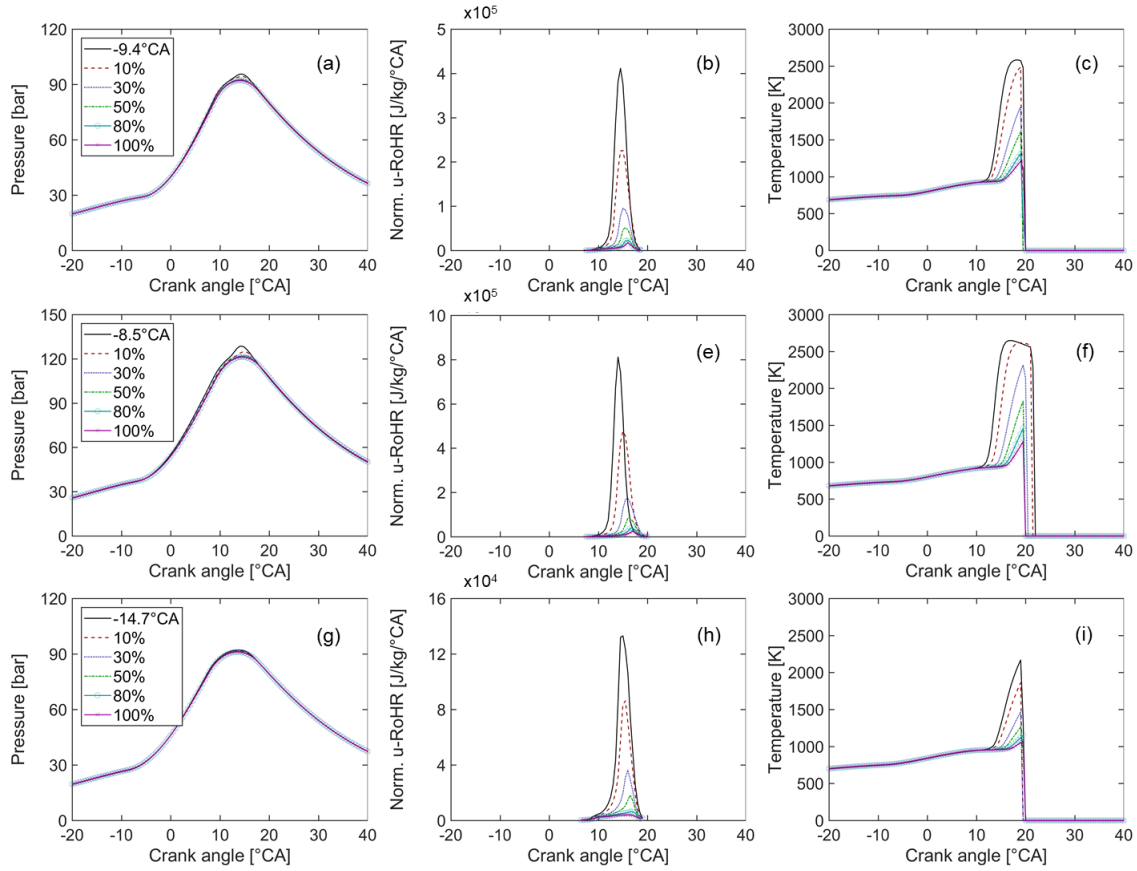 x10⁵
120
90
60
30
0
Pressure [bar]
-9.4°CA
10%
30%
50%
80%
100%
(a)
-20 -10 0 10 20 30 40
Crank angle [°CA]
5
4
3
2
1
0
Norm. u-RoHR [J/kg/°CA]
(b)
-20 -10 0 10 20 30 40
Crank angle [°CA]
3000
2500
2000
1500
1000
500
0
Temperature [K]
(c)
-20 -10 0 10 20 30 40
Crank angle [°CA]
x10⁵
150
120
90
60
30
0
Pressure [bar]
-8.5°CA
10%
30%
50%
80%
100%
-20 -10 0 10 20 30 40
Crank angle [°CA]
10
8
6
4
2
0
Norm. u-RoHR [J/kg/°CA]
(e)
-20 -10 0 10 20 30 40
Crank angle [°CA]
3000
2500
2000
1500
1000
500
0
Temperature [K]
(f)
-20 -10 0 10 20 30 40
Crank angle [°CA]
x10⁴
120
90
60
30
0
Pressure [bar]
-14.7°CA
10%
30%
50%
80%
100%
(g)
-20 -10 0 10 20 30 40
Crank angle [°CA]
16
12
8
4
0
Norm. u-RoHR [J/kg/°CA]
(h)
-20 -10 0 10 20 30 40
Crank angle [°CA]
3000
2500
2000
1500
1000
500
0
Temperature [K]
(i)
-20 -10 0 10 20 30 40
Crank angle [°CA]